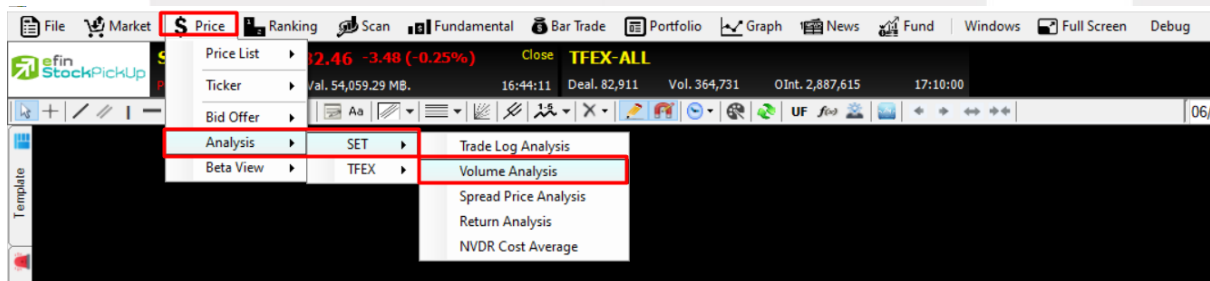 File Market $ Price Ranking Scan Fundamental Bar Trade Portfolio Graph News Fund Windows Full Screen Debug
efin
StockPickUp
S 32.46 -3.48 (-0.25%) Close TFEX-ALL
Val. 54,059.29 MB. 16:44:11 Deal. 82,911 Vol. 364,731 OInt. 2,887,615 17:10:00
Aa UF f(x) 06/
Price List
Ticker
Bid Offer
Analysis
Beta View
SET
TFEX
Trade Log Analysis
Volume Analysis
Spread Price Analysis
Return Analysis
NVDR Cost Average
Template